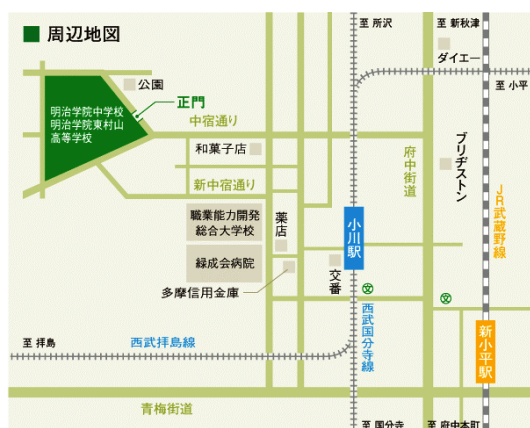 周辺地図
至 所沢
至 新秋津
ダイエー
公園
至 小平
正門
明治学院中学校
明治学院東村山
高等学校
中宿通り
和菓子店
府中街道
ブリヂストン
新中宿通り
JR武蔵野線
職業能力開発
総合大学校
薬店
小川駅
緑成会病院
交番
多摩信用金庫
文
文
至 拝島
西武拝島線
西武国分寺線
新小平駅
青梅街道
至 国分寺
至 府中本町